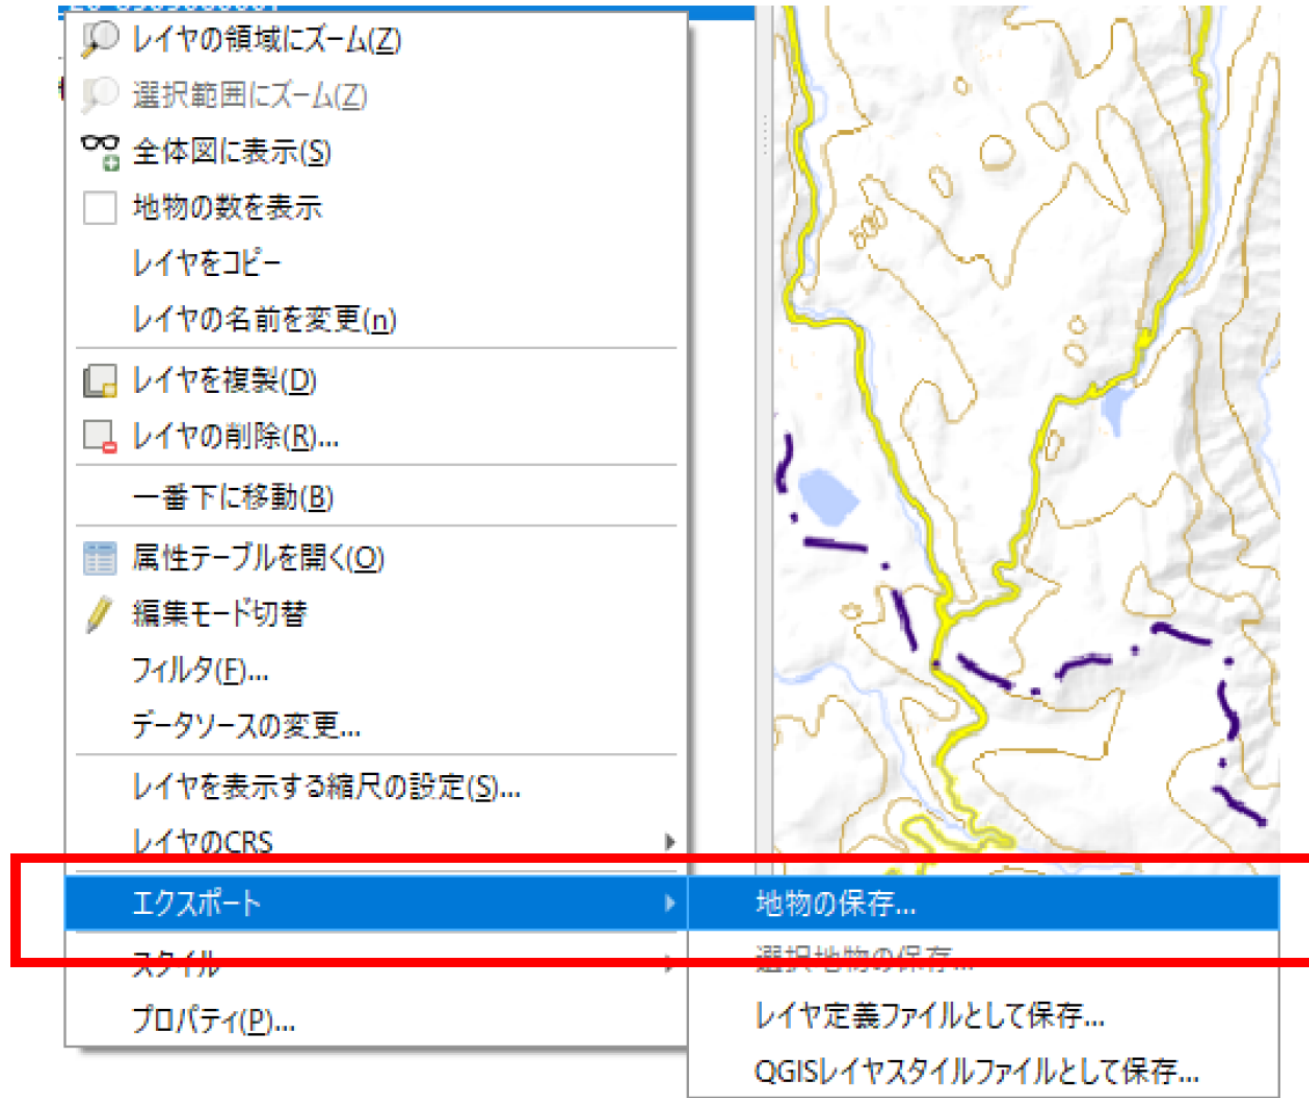 レイヤの領域にズーム(Z)
選択範囲にズーム(Z)
全体図に表示(S)
地物の数を表示
レイヤをコピー
レイヤの名前を変更(n)
レイヤを複製(D)
レイヤの削除(R)...
一番下に移動(B)
属性テーブルを開く(O)
編集モード切替
フィルタ(F)...
データソースの変更...
レイヤを表示する縮尺の設定(S)...
レイヤのCRS
エクスポート
スタイル
プロパティ(P)...
地物の保存...
選択地物の保存...
レイヤ定義ファイルとして保存...
QGISレイヤスタイルファイルとして保存...
500